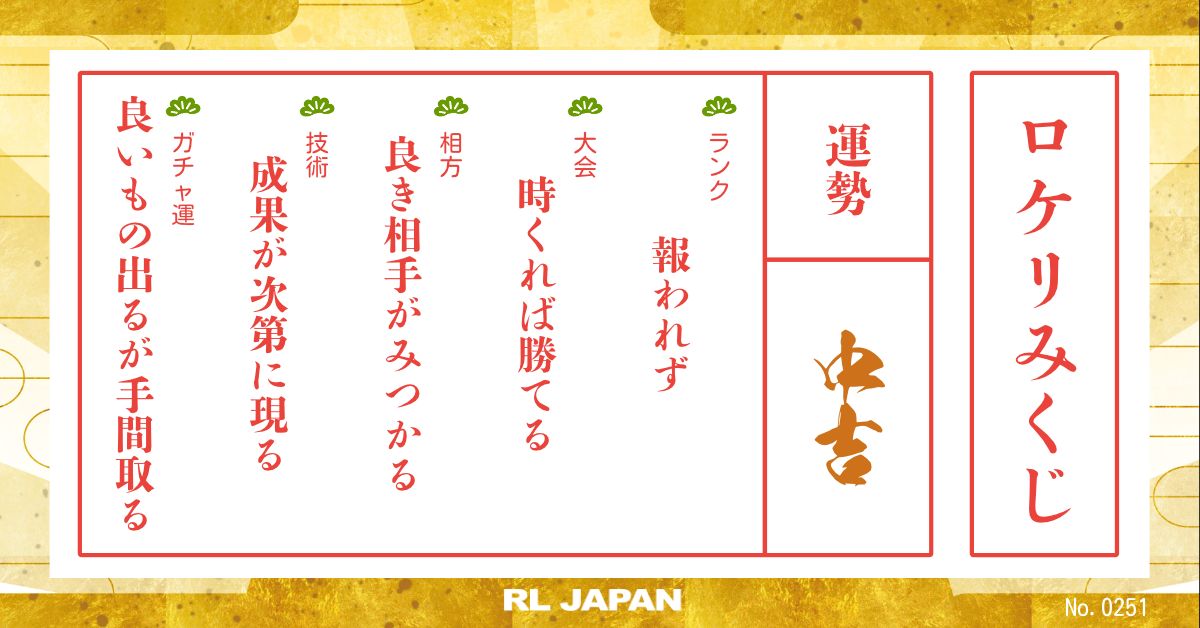 ロケリみくじ
運勢
中吉
ランク
報われず
大会
時くれば勝てる
相方
良き相手がみつかる
技術
成果が次第に現る
ガチャ運
良いもの出るが手間取る
RL JAPAN
No. 0251